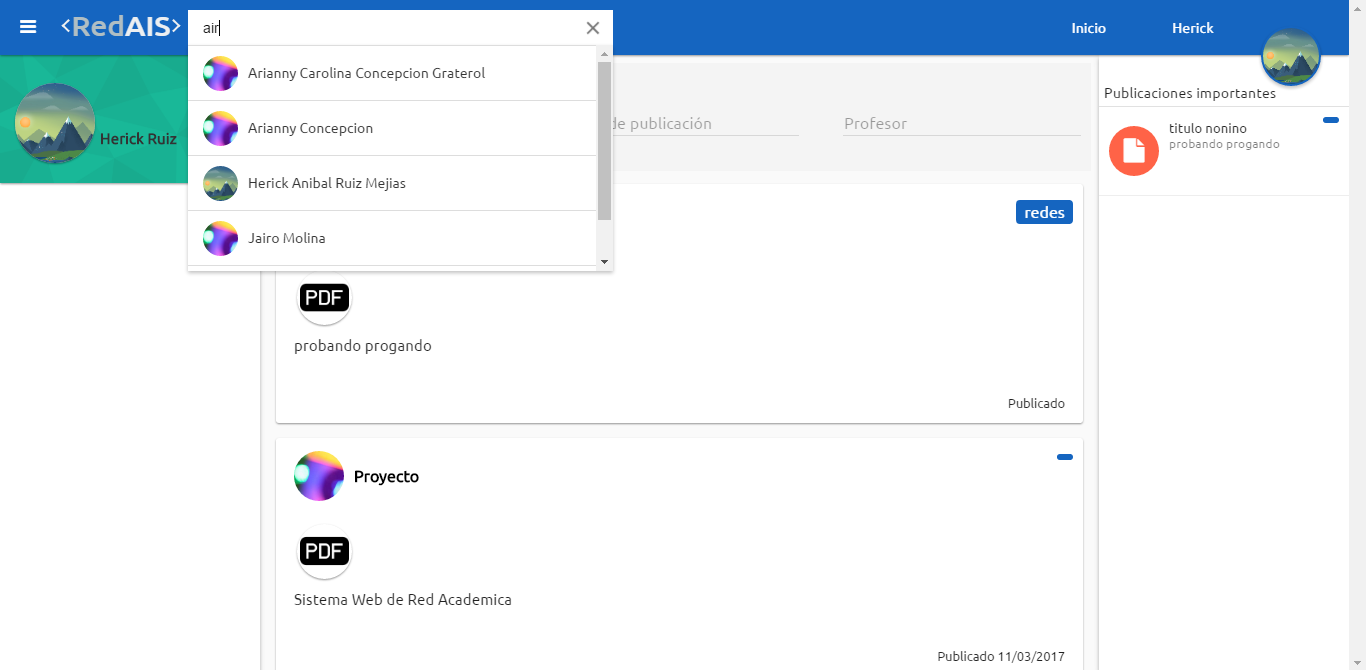 <RedAIS>
air
Inicio
Herick
Arianny Carolina Concepcion Graterol
Arianny Concepcion
Herick Anibal Ruiz Mejias
Jairo Molina
Herick Ruiz
de publicación
Profesor
Publicaciones importantes
titulo nonino
probando progando
redes
PDF
probando progando
Publicado
Proyecto
PDF
Sistema Web de Red Academica
Publicado 11/03/2017